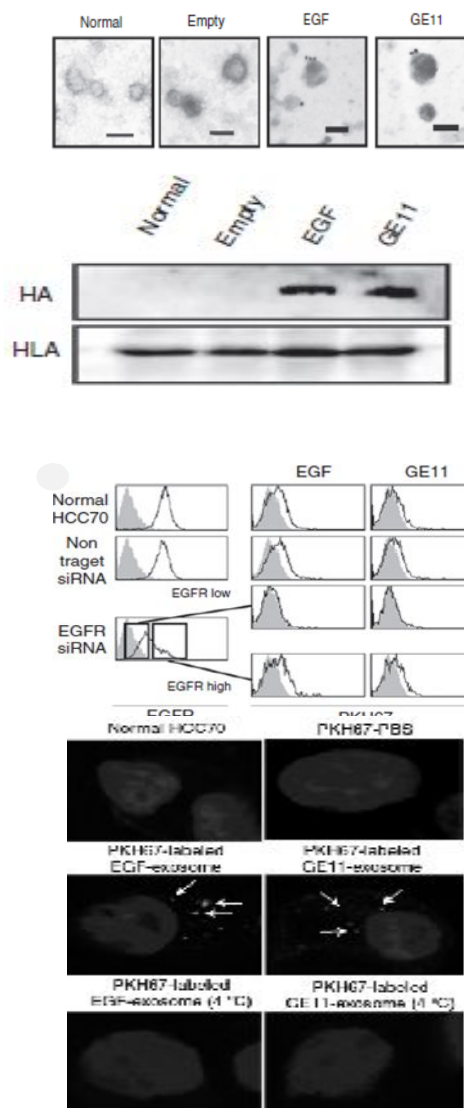 Normal Empty EGF GE11
Normal Empty EGF GE11
HA
HLA
EGF GE11
Normal
HCC70
Non
traget
siRNA
EGFR low
EGFR
siRNA
EGFR high
EGFR PKH67
Normal HCC70 PKH67-PBS
PKH67-labeled PKH67-labeled
EGF-exosome GE11-exosome
PKH67-labeled PKH67-labeled
EGF-exosome (4 °C) GE11-exosome (4 °C)